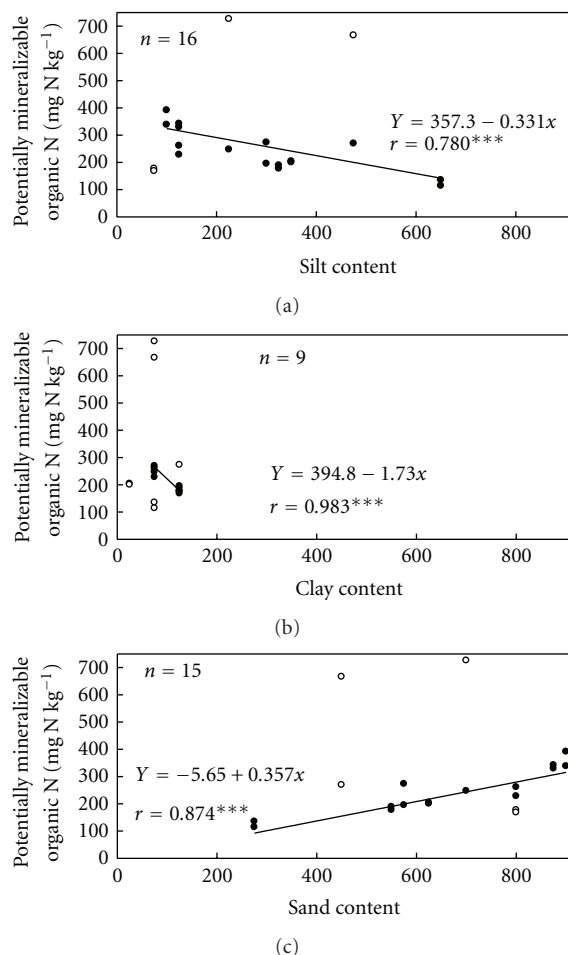 700
600
500
400
300
200
100
0
Potentially mineralizable
organic N (mg N kg−1)
n = 16
Y = 357.3 − 0.331x
r = 0.780***
0 200 400 600 800
Silt content
(a)
700
600
500
400
300
200
100
0
Potentially mineralizable
organic N (mg N kg−1)
n = 9
Y = 394.8 − 1.73x
r = 0.983***
0 200 400 600 800
Clay content
(b)
700
600
500
400
300
200
100
0
Potentially mineralizable
organic N (mg N kg−1)
n = 15
Y = −5.65 + 0.357x
r = 0.874***
0 200 400 600 800
Sand content
(c)